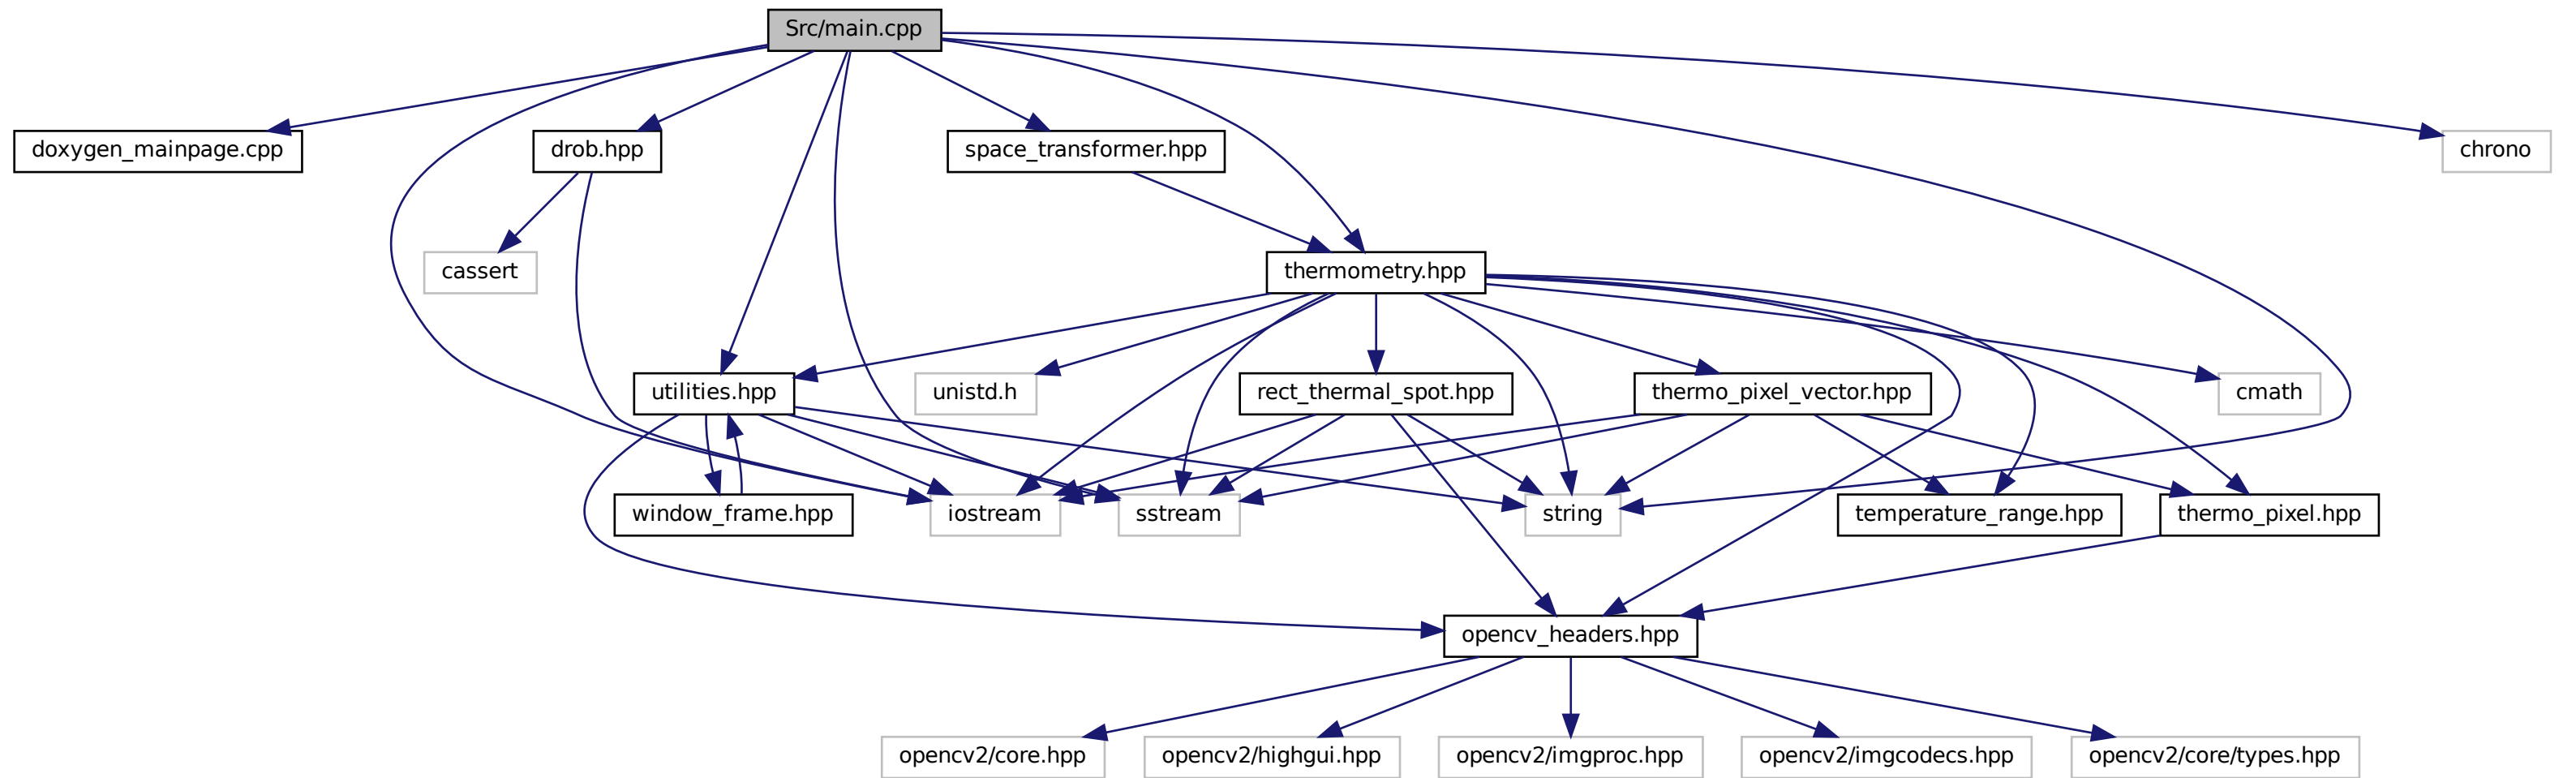 Src/main.cpp
doxygen_mainpage.cpp
drob.hpp
space_transformer.hpp
chrono
cassert
thermometry.hpp
utilities.hpp
unistd.h
rect_thermal_spot.hpp
thermo_pixel_vector.hpp
cmath
window_frame.hpp
iostream
sstream
string
temperature_range.hpp
thermo_pixel.hpp
opencv_headers.hpp
opencv2/core.hpp
opencv2/highgui.hpp
opencv2/imgproc.hpp
opencv2/imgcodecs.hpp
opencv2/core/types.hpp